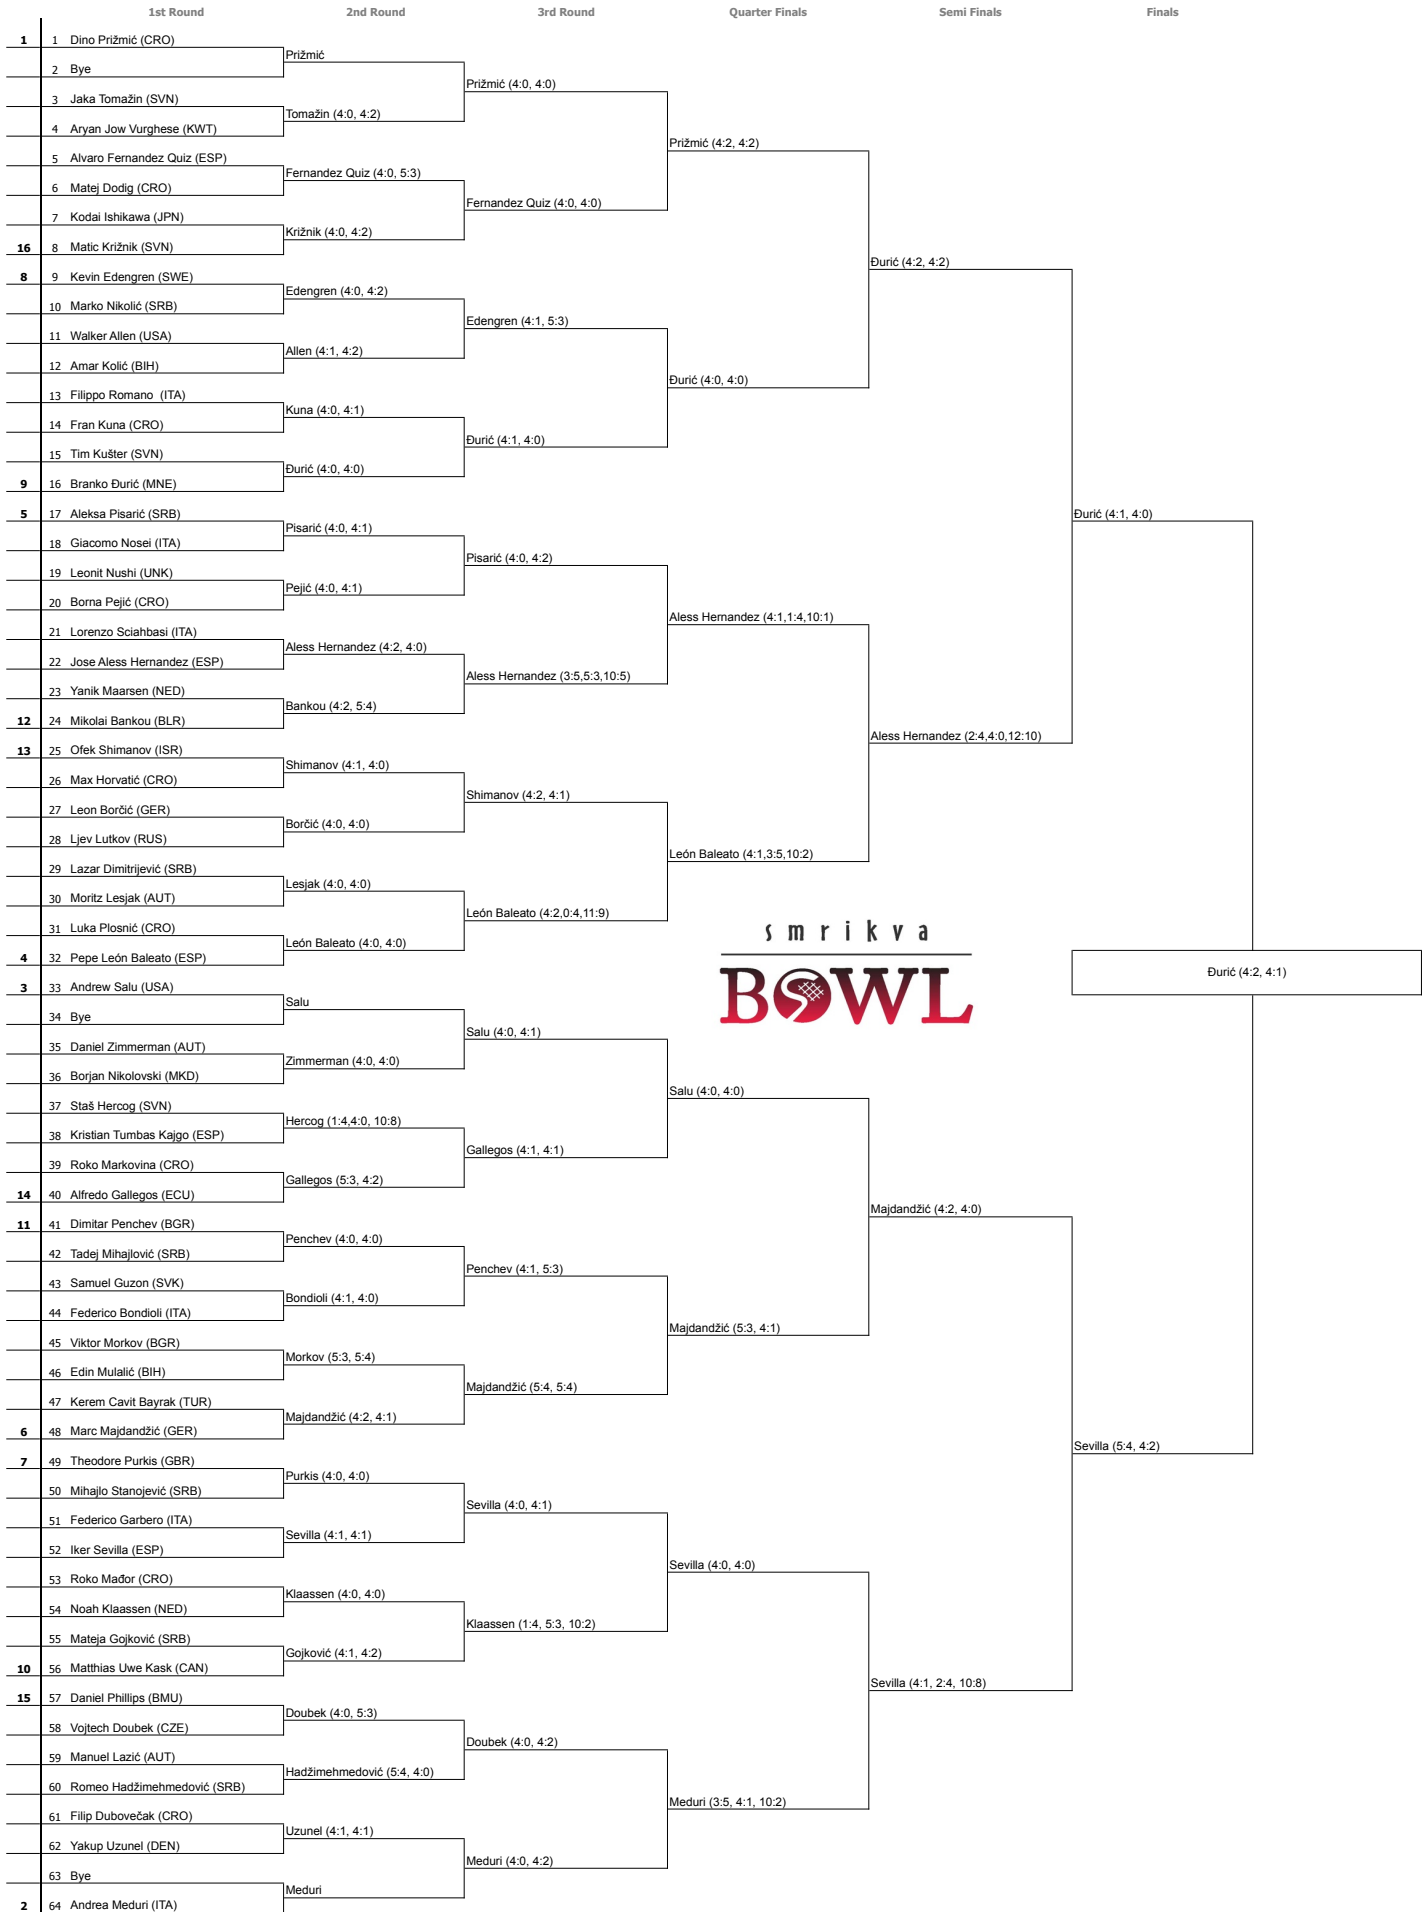 1st Round 2nd Round 3rd Round Quarter Finals Semi Finals Finals
1 1 Dino Prižmić (CRO)
Prižmić
2 Bye
Prižmić (4:0, 4:0)
3 Jaka Tomažin (SVN)
Tomažin (4:0, 4:2)
4 Aryan Jow Vurghese (KWT)
Prižmić (4:2, 4:2)
5 Alvaro Fernandez Quiz (ESP)
Fernandez Quiz (4:0, 5:3)
6 Matej Dodig (CRO)
Fernandez Quiz (4:0, 4:0)
7 Kodai Ishikawa (JPN)
Križnik (4:0, 4:2)
16 8 Matic Križnik (SVN)
Đurić (4:2, 4:2)
8 9 Kevin Edengren (SWE)
Edengren (4:0, 4:2)
10 Marko Nikolić (SRB)
Edengren (4:1, 5:3)
11 Walker Allen (USA)
Allen (4:1, 4:2)
12 Amar Kolić (BIH)
Đurić (4:0, 4:0)
13 Filippo Romano (ITA)
Kuna (4:0, 4:1)
14 Fran Kuna (CRO)
Đurić (4:1, 4:0)
15 Tim Kušter (SVN)
Đurić (4:0, 4:0)
9 16 Branko Đurić (MNE)
5 17 Aleksa Pisarić (SRB)
Đurić (4:1, 4:0)
Pisarić (4:0, 4:1)
18 Giacomo Nosei (ITA)
Pisarić (4:0, 4:2)
19 Leonit Nushi (UNK)
Pejić (4:0, 4:1)
20 Borna Pejić (CRO)
Aless Hernandez (4:1,1:4,10:1)
21 Lorenzo Sciahbasi (ITA)
Aless Hernandez (4:2, 4:0)
22 Jose Aless Hernandez (ESP)
Aless Hernandez (3:5,5:3,10:5)
23 Yanik Maarsen (NED)
Bankou (4:2, 5:4)
12 24 Mikolai Bankou (BLR)
Aless Hernandez (2:4,4:0,12:10)
13 25 Ofek Shimanov (ISR)
Shimanov (4:1, 4:0)
26 Max Horvatić (CRO)
Shimanov (4:2, 4:1)
27 Leon Borčić (GER)
Borčić (4:0, 4:0)
28 Ljev Lutkov (RUS)
León Baleato (4:1,3:5,10:2)
29 Lazar Dimitrijević (SRB)
Lesjak (4:0, 4:0)
30 Moritz Lesjak (AUT)
León Baleato (4:2,0:4,11:9)
31 Luka Plosnić (CRO)
smrikva
León Baleato (4:0, 4:0)
4 32 Pepe León Baleato (ESP)
Đurić (4:2, 4:1)
3 33 Andrew Salu (USA)
BOWL
Salu
34 Bye
Salu (4:0, 4:1)
35 Daniel Zimmerman (AUT)
Zimmerman (4:0, 4:0)
36 Borjan Nikolovski (MKD)
Salu (4:0, 4:0)
37 Staš Hercog (SVN)
Hercog (1:4,4:0, 10:8)
38 Kristian Tumbas Kajgo (ESP)
Gallegos (4:1, 4:1)
39 Roko Markovina (CRO)
Gallegos (5:3, 4:2)
14 40 Alfredo Gallegos (ECU)
Majdandžić (4:2, 4:0)
11 41 Dimitar Penchev (BGR)
Penchev (4:0, 4:0)
42 Tadej Mihajlović (SRB)
Penchev (4:1, 5:3)
43 Samuel Guzon (SVK)
Bondioli (4:1, 4:0)
44 Federico Bondioli (ITA)
Majdandžić (5:3, 4:1)
45 Viktor Morkov (BGR)
Morkov (5:3, 5:4)
46 Edin Mulalić (BIH)
Majdandžić (5:4, 5:4)
47 Kerem Cavit Bayrak (TUR)
Majdandžić (4:2, 4:1)
6 48 Marc Majdandžić (GER)
Sevilla (5:4, 4:2)
7 49 Theodore Purkis (GBR)
Purkis (4:0, 4:0)
50 Mihajlo Stanojević (SRB)
Sevilla (4:0, 4:1)
51 Federico Garbero (ITA)
Sevilla (4:1, 4:1)
52 Iker Sevilla (ESP)
Sevilla (4:0, 4:0)
53 Roko Mađor (CRO)
Klaassen (4:0, 4:0)
54 Noah Klaassen (NED)
Klaassen (1:4, 5:3, 10:2)
55 Mateja Gojković (SRB)
Gojković (4:1, 4:2)
10 56 Matthias Uwe Kask (CAN)
Sevilla (4:1, 2:4, 10:8)
15 57 Daniel Phillips (BMU)
Doubek (4:0, 5:3)
58 Vojtech Doubek (CZE)
Doubek (4:0, 4:2)
59 Manuel Lazić (AUT)
Hadžimehmedović (5:4, 4:0)
60 Romeo Hadžimehmedović (SRB)
Meduri (3:5, 4:1, 10:2)
61 Filip Dubovečak (CRO)
Uzunel (4:1, 4:1)
62 Yakup Uzunel (DEN)
Meduri (4:0, 4:2)
63 Bye
Meduri
2 64 Andrea Meduri (ITA)